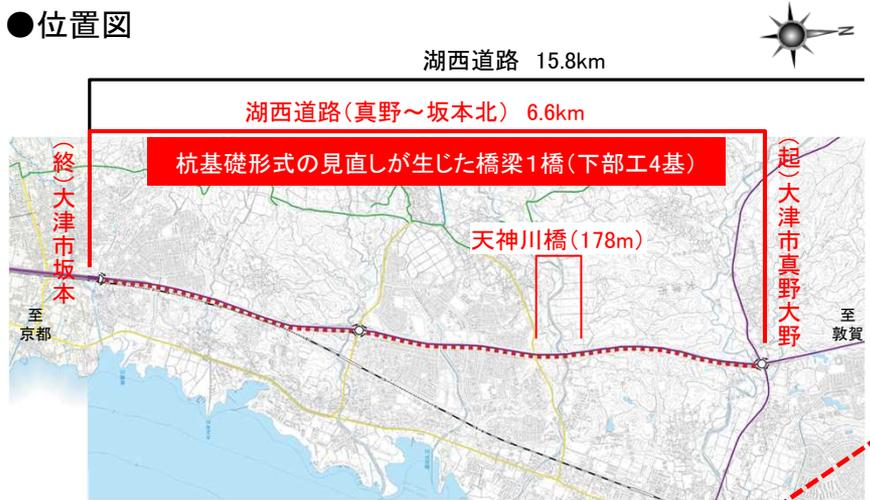 ●位置図
N
湖西道路 15.8km
湖西道路(真野～坂本北) 6.6km
杭基礎形式の見直しが生じた橋梁1橋(下部工4基)
(終)大津市坂本
(起)大津市真野大野
天神川橋(178m)
至
京都
至
敦賀